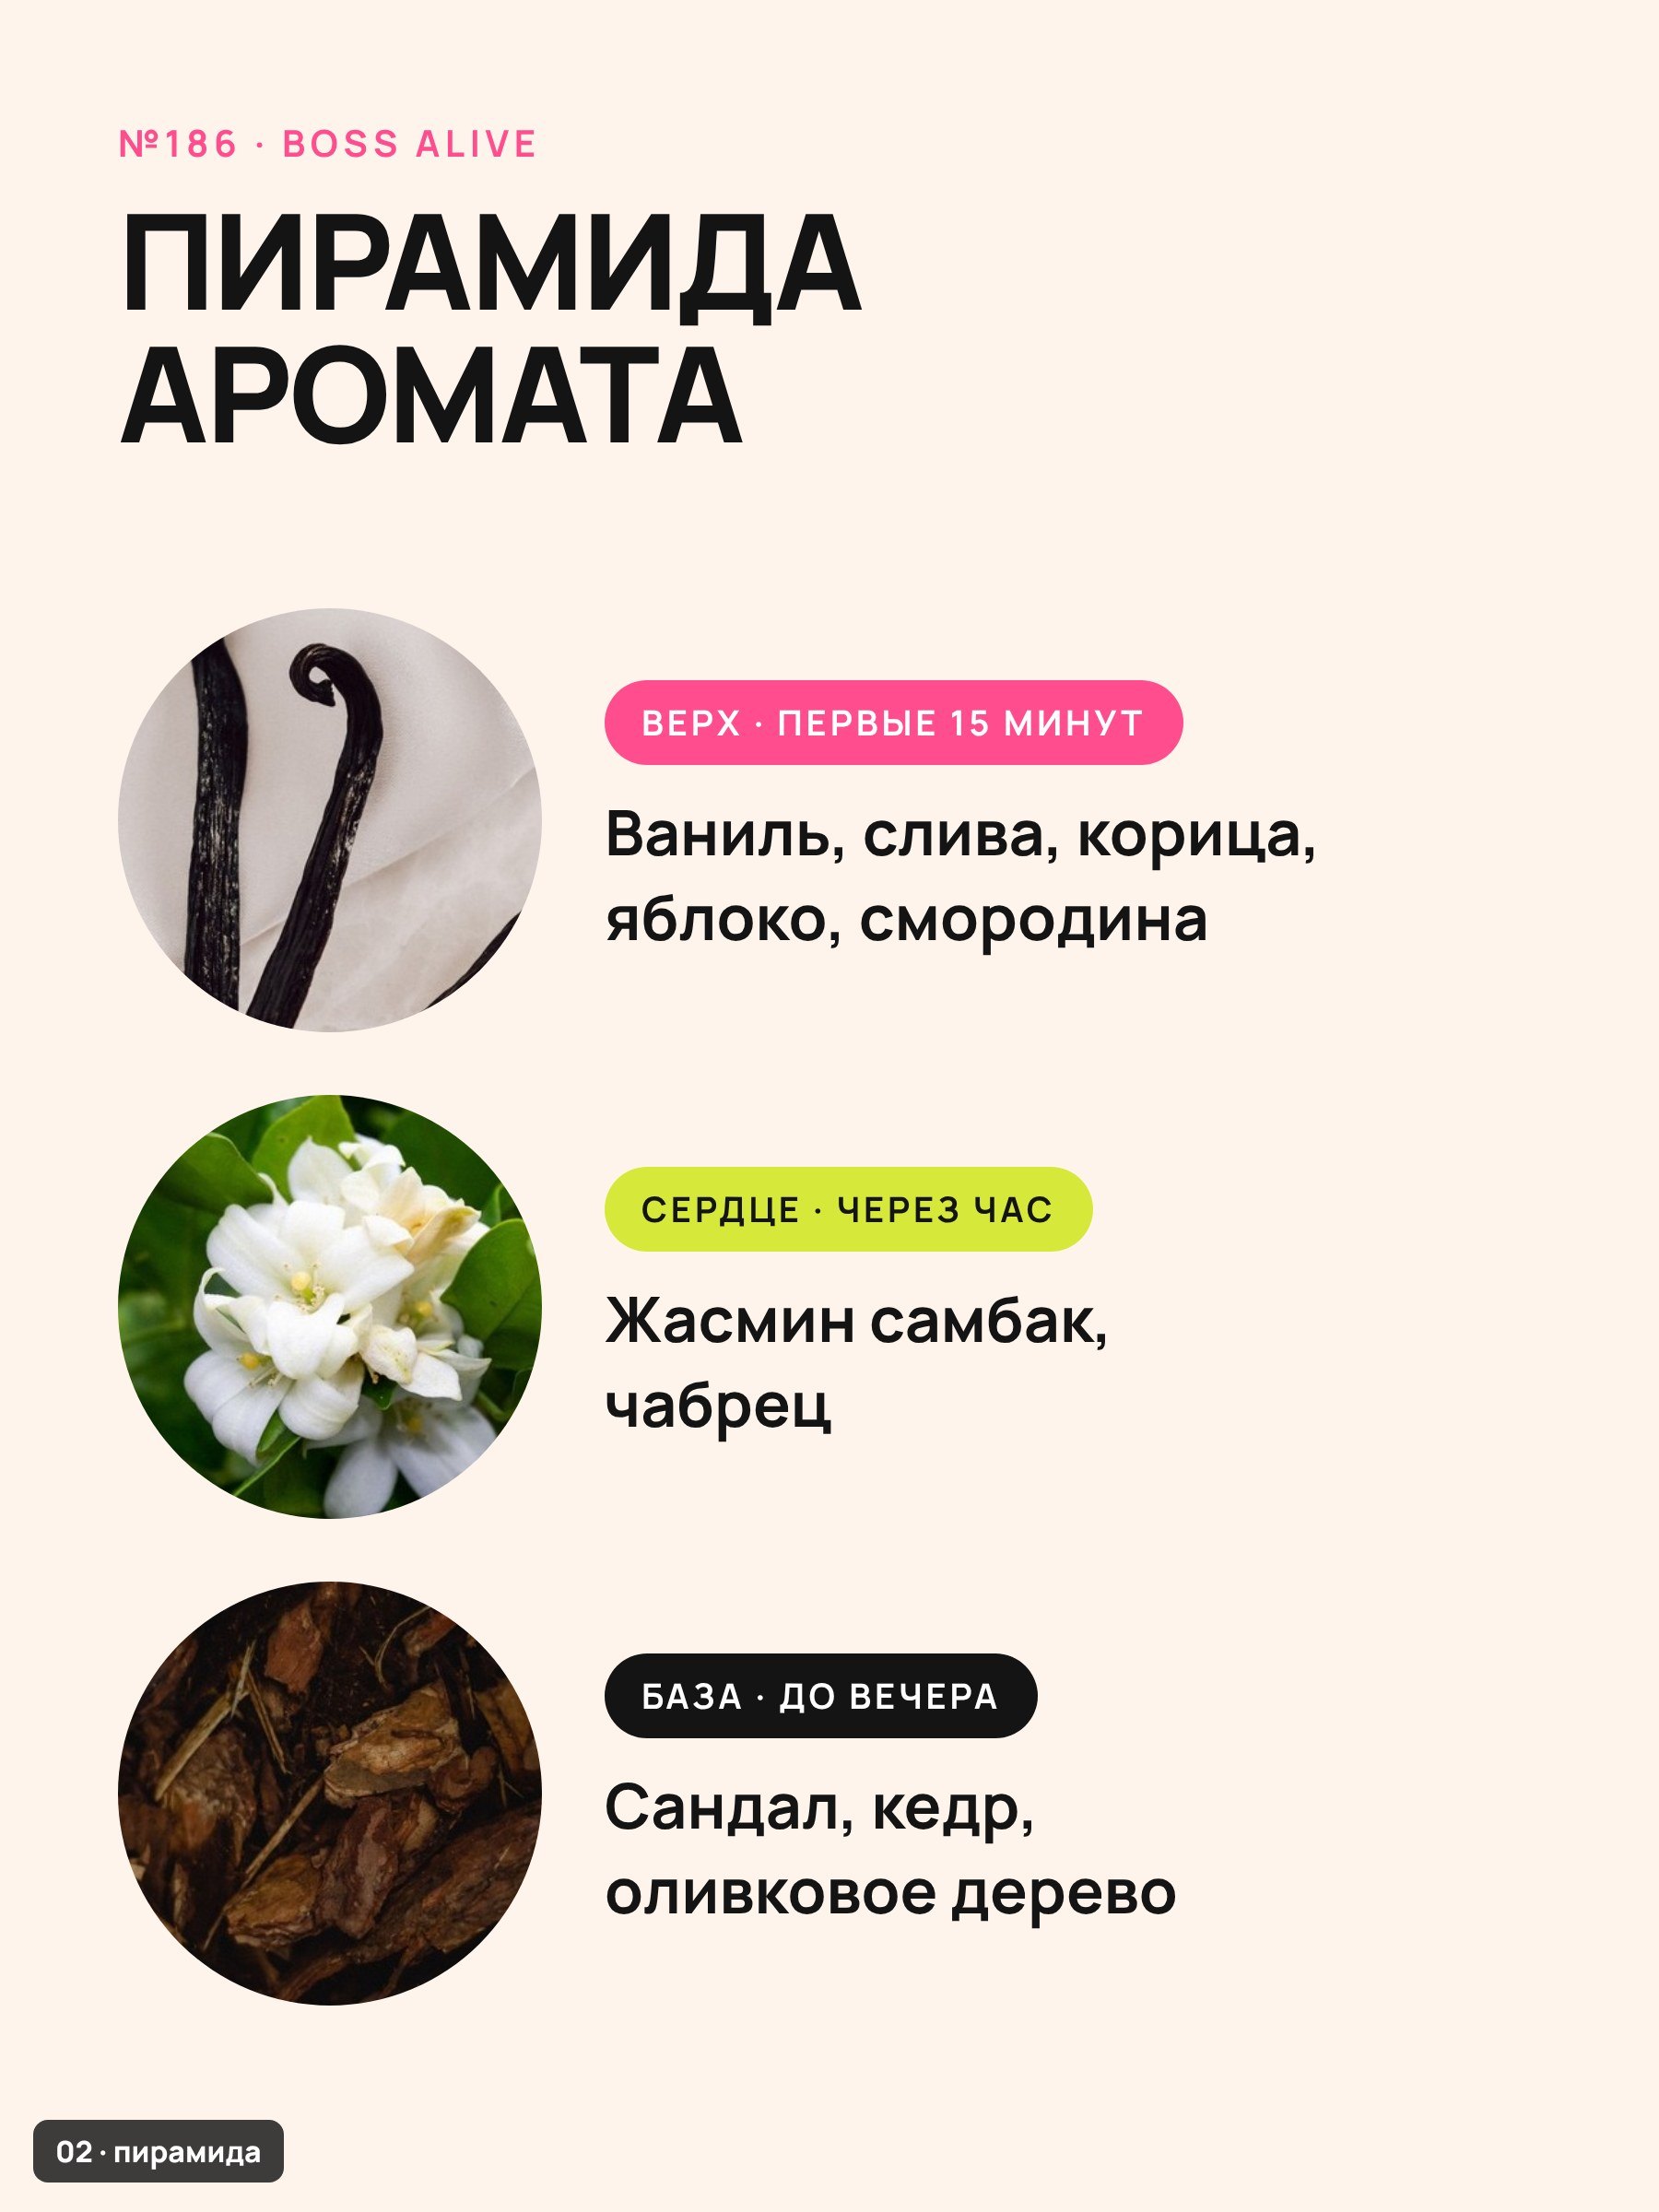 №186 · BOSS ALIVE
ПИРАМИДА
АРОМАТА
ВЕРХ · ПЕРВЫЕ 15 МИНУТ
Ваниль, слива, корица,
яблоко, смородина
СЕРДЦЕ · ЧЕРЕЗ ЧАС
Жасмин самбак,
чабрец
БАЗА · ДО ВЕЧЕРА
Сандал, кедр,
оливковое дерево
02 · пирамида